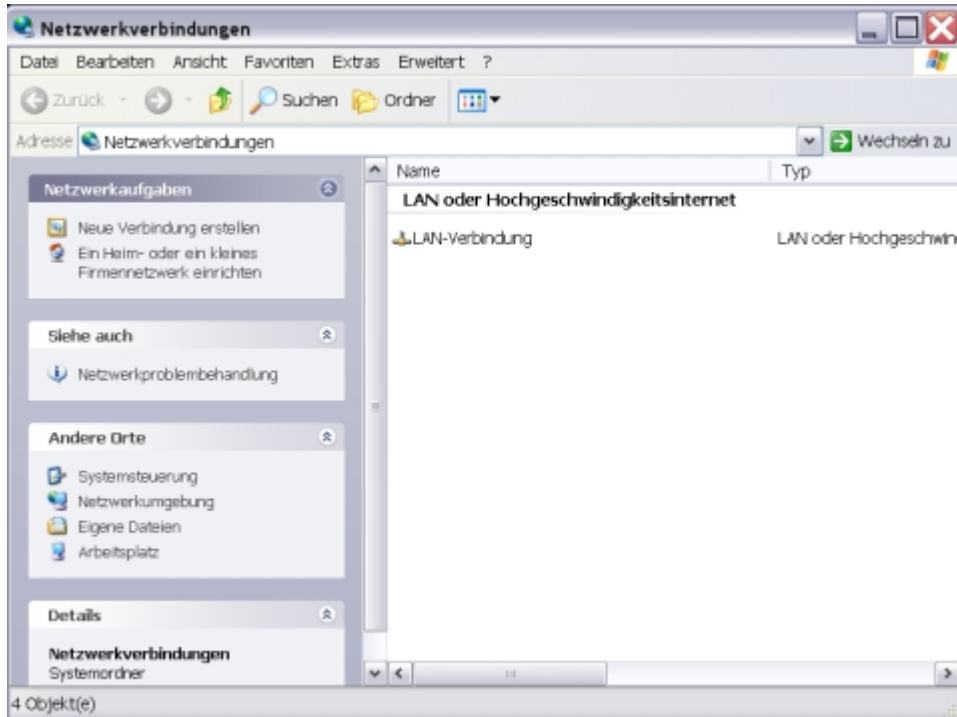 Netzwerkverbindungen
Datei Bearbeiten Ansicht Favoriten Extras Erweitert ?
Zurück Suchen Ordner
Adresse Netzwerkverbindungen Wechseln zu
Netzwerkaufgaben
Neue Verbindung erstellen
Ein Heim- oder ein kleines
Firmennetzwerk einrichten
Siehe auch
Netzwerkproblembehandlung
Andere Orte
Systemsteuerung
Netzwerkumgebung
Eigene Dateien
Arbeitsplatz
Details
Netzwerkverbindungen
Systemordner
Name Typ
LAN oder Hochgeschwindigkeitsinternet
LAN-Verbindung LAN oder Hochgeschwin
4 Objekt(e)